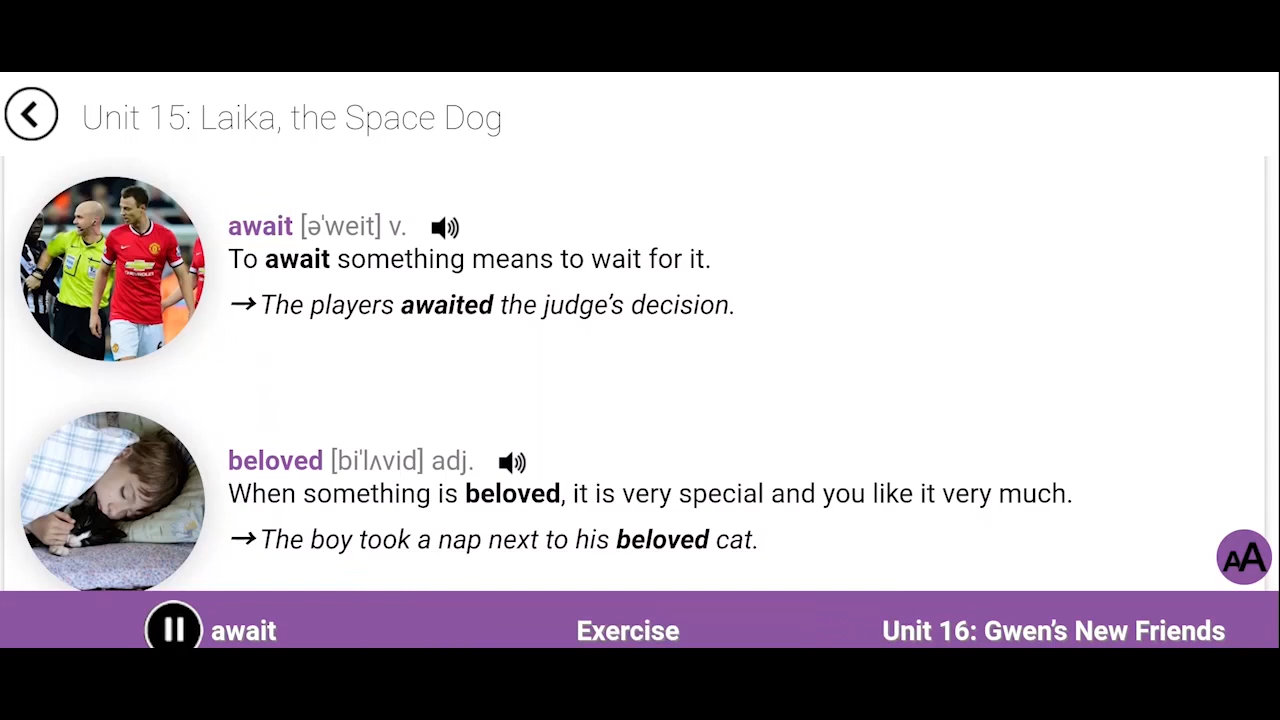 Unit 15: Laika, the Space Dog
await [ə'weit] v.
To await something means to wait for it.
→ The players awaited the judge’s decision.
beloved [bi'lʌvid] adj.
When something is beloved, it is very special and you like it very much.
→ The boy took a nap next to his beloved cat.
AA
await Exercise Unit 16: Gwen’s New Friends